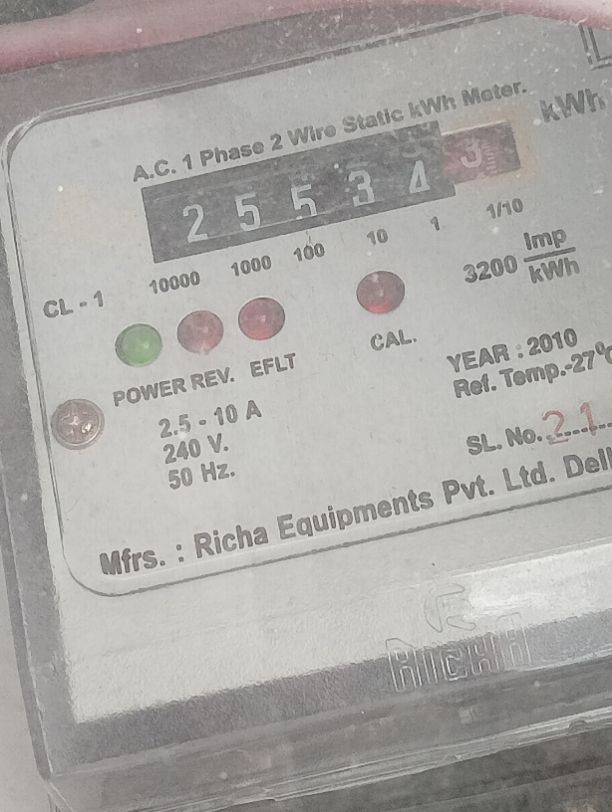 A.C. 1 Phase 2 Wire Static kWh Meter.
kWh
2 5 5 3 4 3
10000 1000 100 10 1 1/10
CL - 1
3200 Imp/kWh
POWER REV. EFLT CAL.
YEAR : 2010
Ref. Temp.-27°C
2.5 - 10 A
240 V.
50 Hz.
SL. No. 21
Mfrs. : Richa Equipments Pvt. Ltd.
RICHA